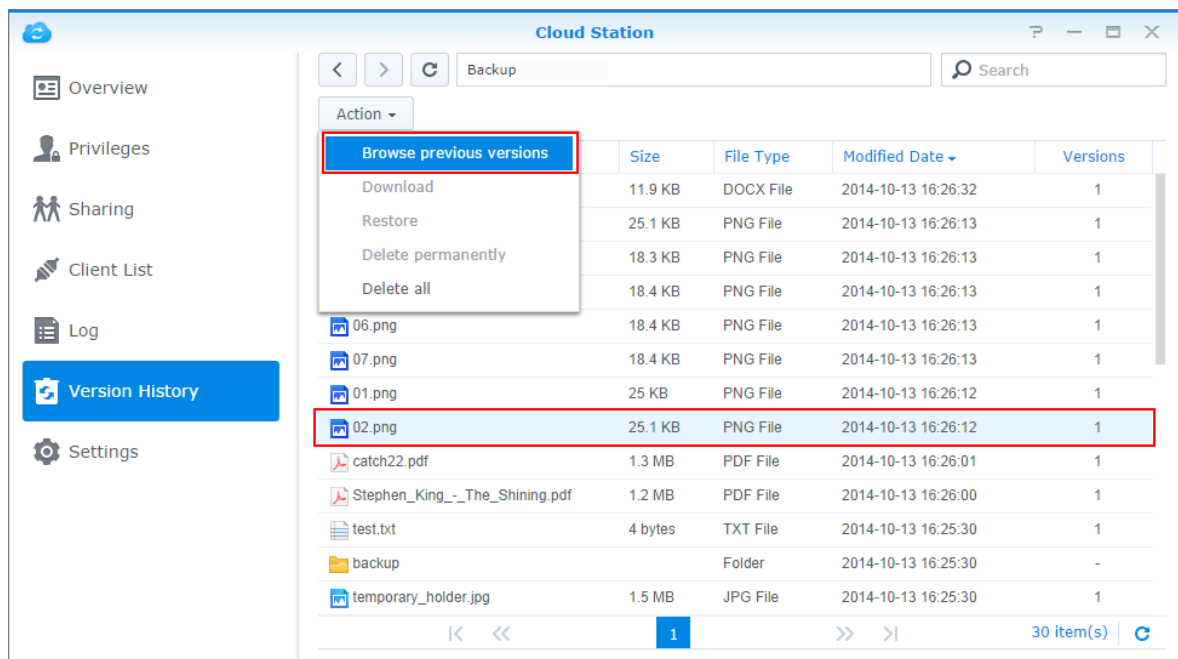 Cloud Station
Overview
Privileges
Sharing
Client List
Log
Version History
Settings
Backup
Search
Action
Browse previous versions
Download
Restore
Delete permanently
Delete all
Size File Type Modified Date Versions
11.9 KB DOCX File 2014-10-13 16:26:32 1
25.1 KB PNG File 2014-10-13 16:26:13 1
18.3 KB PNG File 2014-10-13 16:26:13 1
18.4 KB PNG File 2014-10-13 16:26:13 1
06.png 18.4 KB PNG File 2014-10-13 16:26:13 1
07.png 18.4 KB PNG File 2014-10-13 16:26:13 1
01.png 25 KB PNG File 2014-10-13 16:26:12 1
02.png 25.1 KB PNG File 2014-10-13 16:26:12 1
catch22.pdf 1.3 MB PDF File 2014-10-13 16:26:01 1
Stephen_King_-_The_Shining.pdf 1.2 MB PDF File 2014-10-13 16:26:00 1
test.txt 4 bytes TXT File 2014-10-13 16:25:30 1
backup Folder 2014-10-13 16:25:30 -
temporary_holder.jpg 1.5 MB JPG File 2014-10-13 16:25:30 1
1
30 item(s)